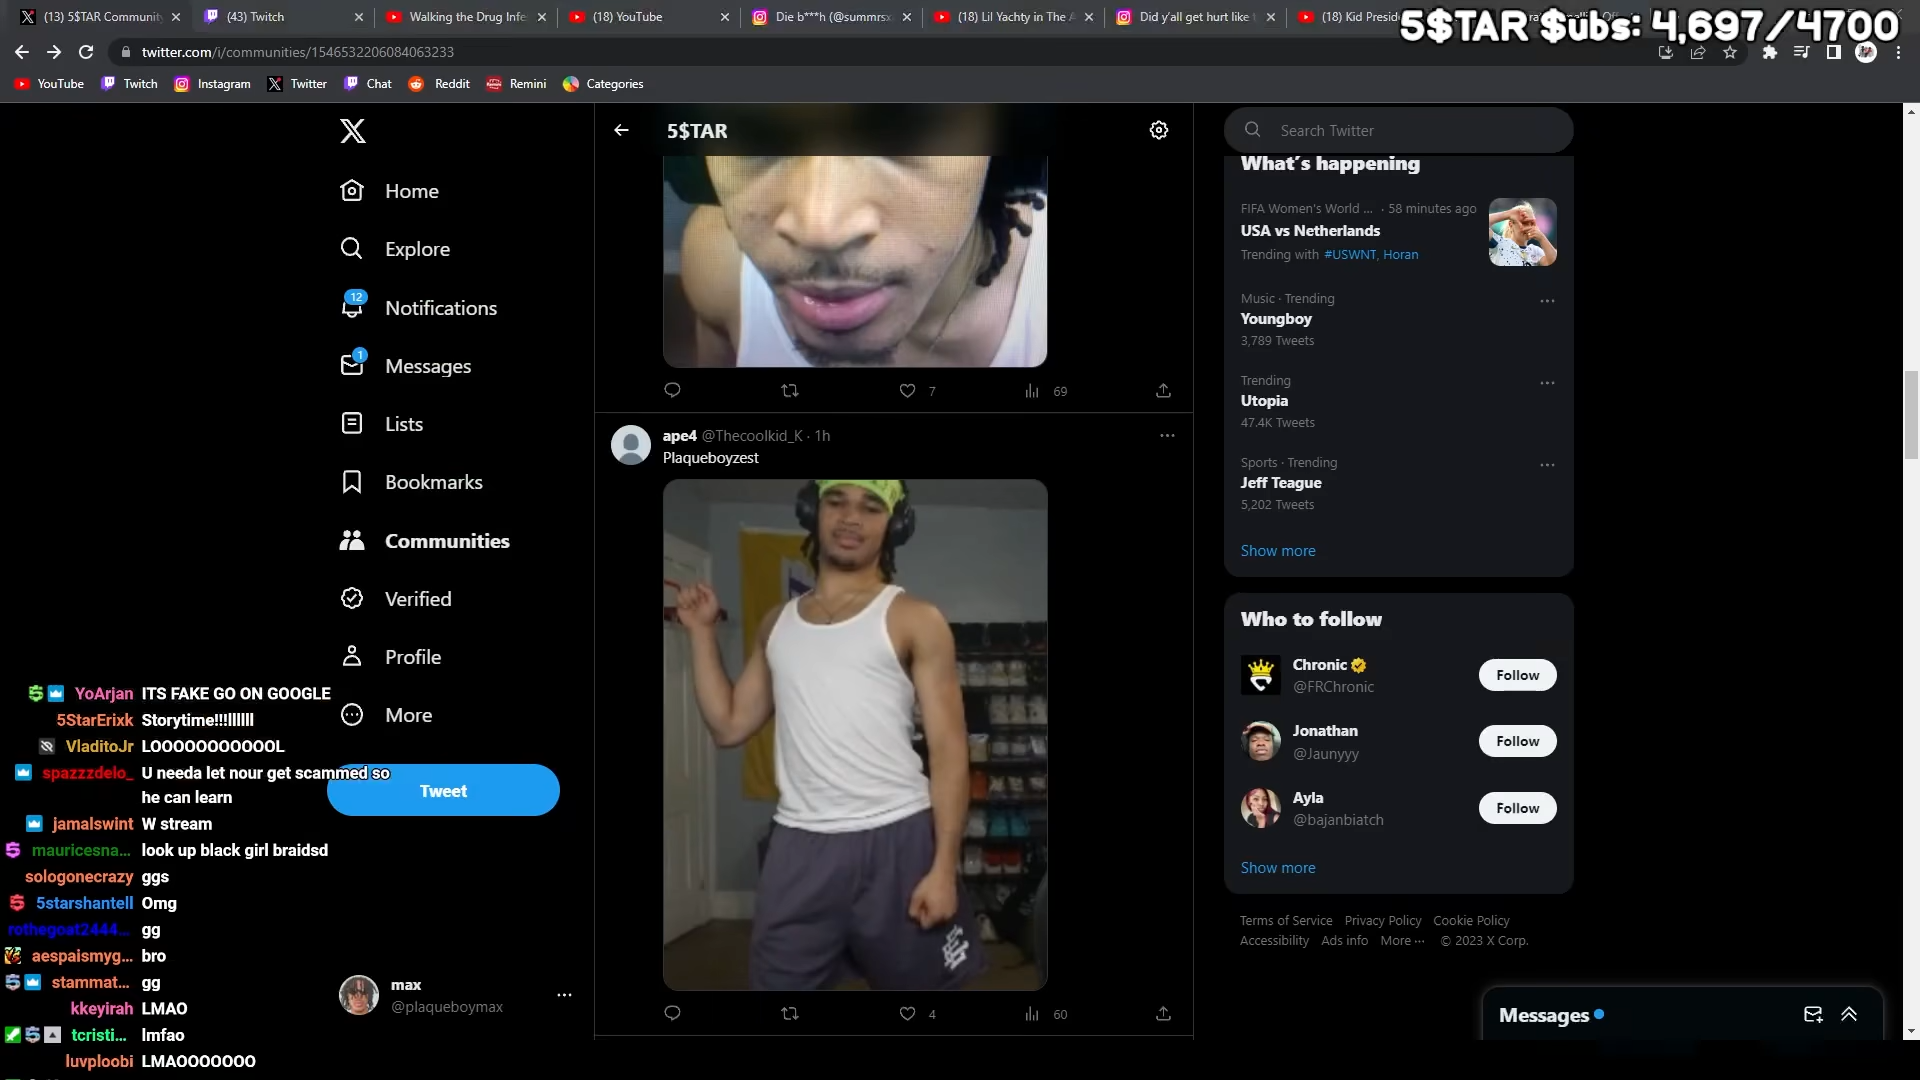 (13) 5$TAR Community
(43) Twitch
Walking the Drug Infe
(18) YouTube
Die b***h (@summrsx
(18) Lil Yachty in The A
Did y'all get hurt like
(18) Kid Preside
5$TAR $ubs: 4,697/4700
twitter.com/i/communities/1546532206084063233
YouTube
Twitch
Instagram
Twitter
Chat
Reddit
Remini
Categories
Home
Explore
12
Notifications
1
Messages
Lists
Bookmarks
Communities
Verified
Profile
More
Tweet
max
@plaqueboymax
YoArjan ITS FAKE GO ON GOOGLE
5StarErixk Storytime!!!llllll
VladitoJr LOOOOOOOOOOOL
spazzzdelo_ U needa let nour get scammed so
he can learn
jamalswint W stream
mauricesna... look up black girl braidsd
sologonecrazy ggs
5starshantell Omg
rothegoat2444... gg
aespaismyg... bro
stammat... gg
kkeyirah LMAO
tcristi... lmfao
luvploobi LMAOOOOOOO
5$TAR
7
69
ape4 @Thecoolkid_K · 1h
Plaqueboyzest
4
60
Search Twitter
What's happening
FIFA Women's World ... · 58 minutes ago
USA vs Netherlands
Trending with #USWNT, Horan
Music · Trending
Youngboy
3,789 Tweets
Trending
Utopia
47.4K Tweets
Sports · Trending
Jeff Teague
5,202 Tweets
Show more
Who to follow
Chronic
@FRChronic
Follow
Jonathan
@Jaunyyy
Follow
Ayla
@bajanbiatch
Follow
Show more
Terms of Service Privacy Policy Cookie Policy
Accessibility Ads info More ··· © 2023 X Corp.
Messages